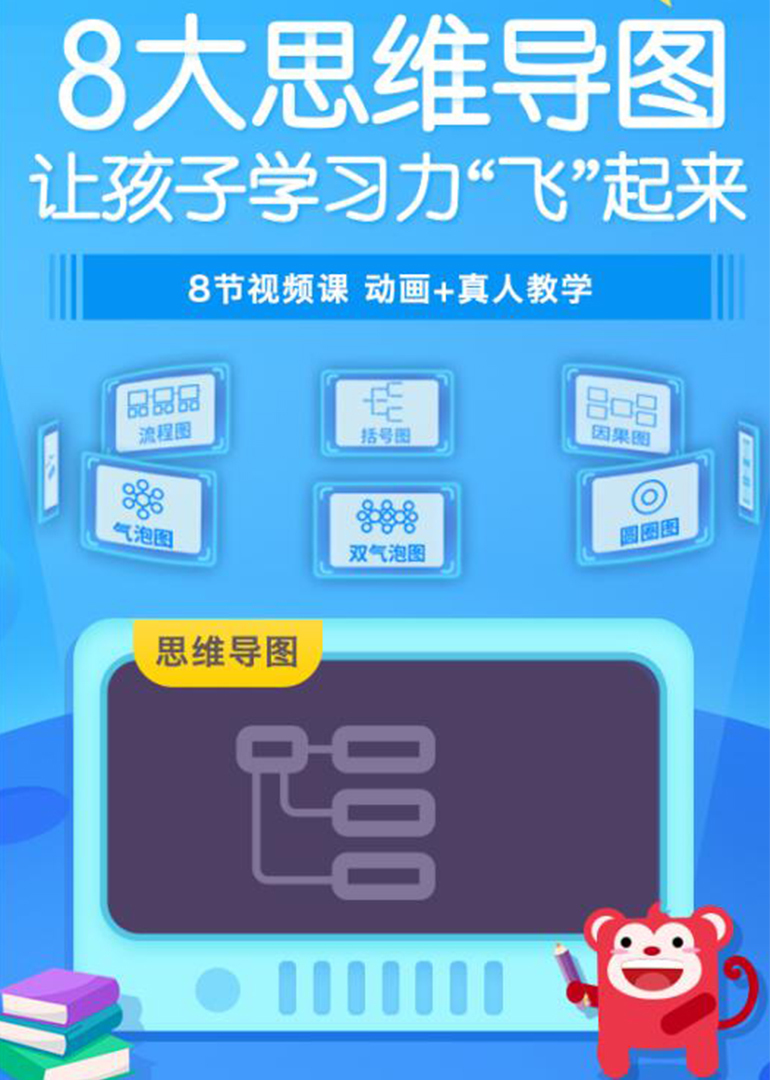 8大思维导图
让孩子学习力“飞”起来
8节视频课 动画+真人教学
流程图
括号图
因果图
气泡图
双气泡图
圆圈图
思维导图